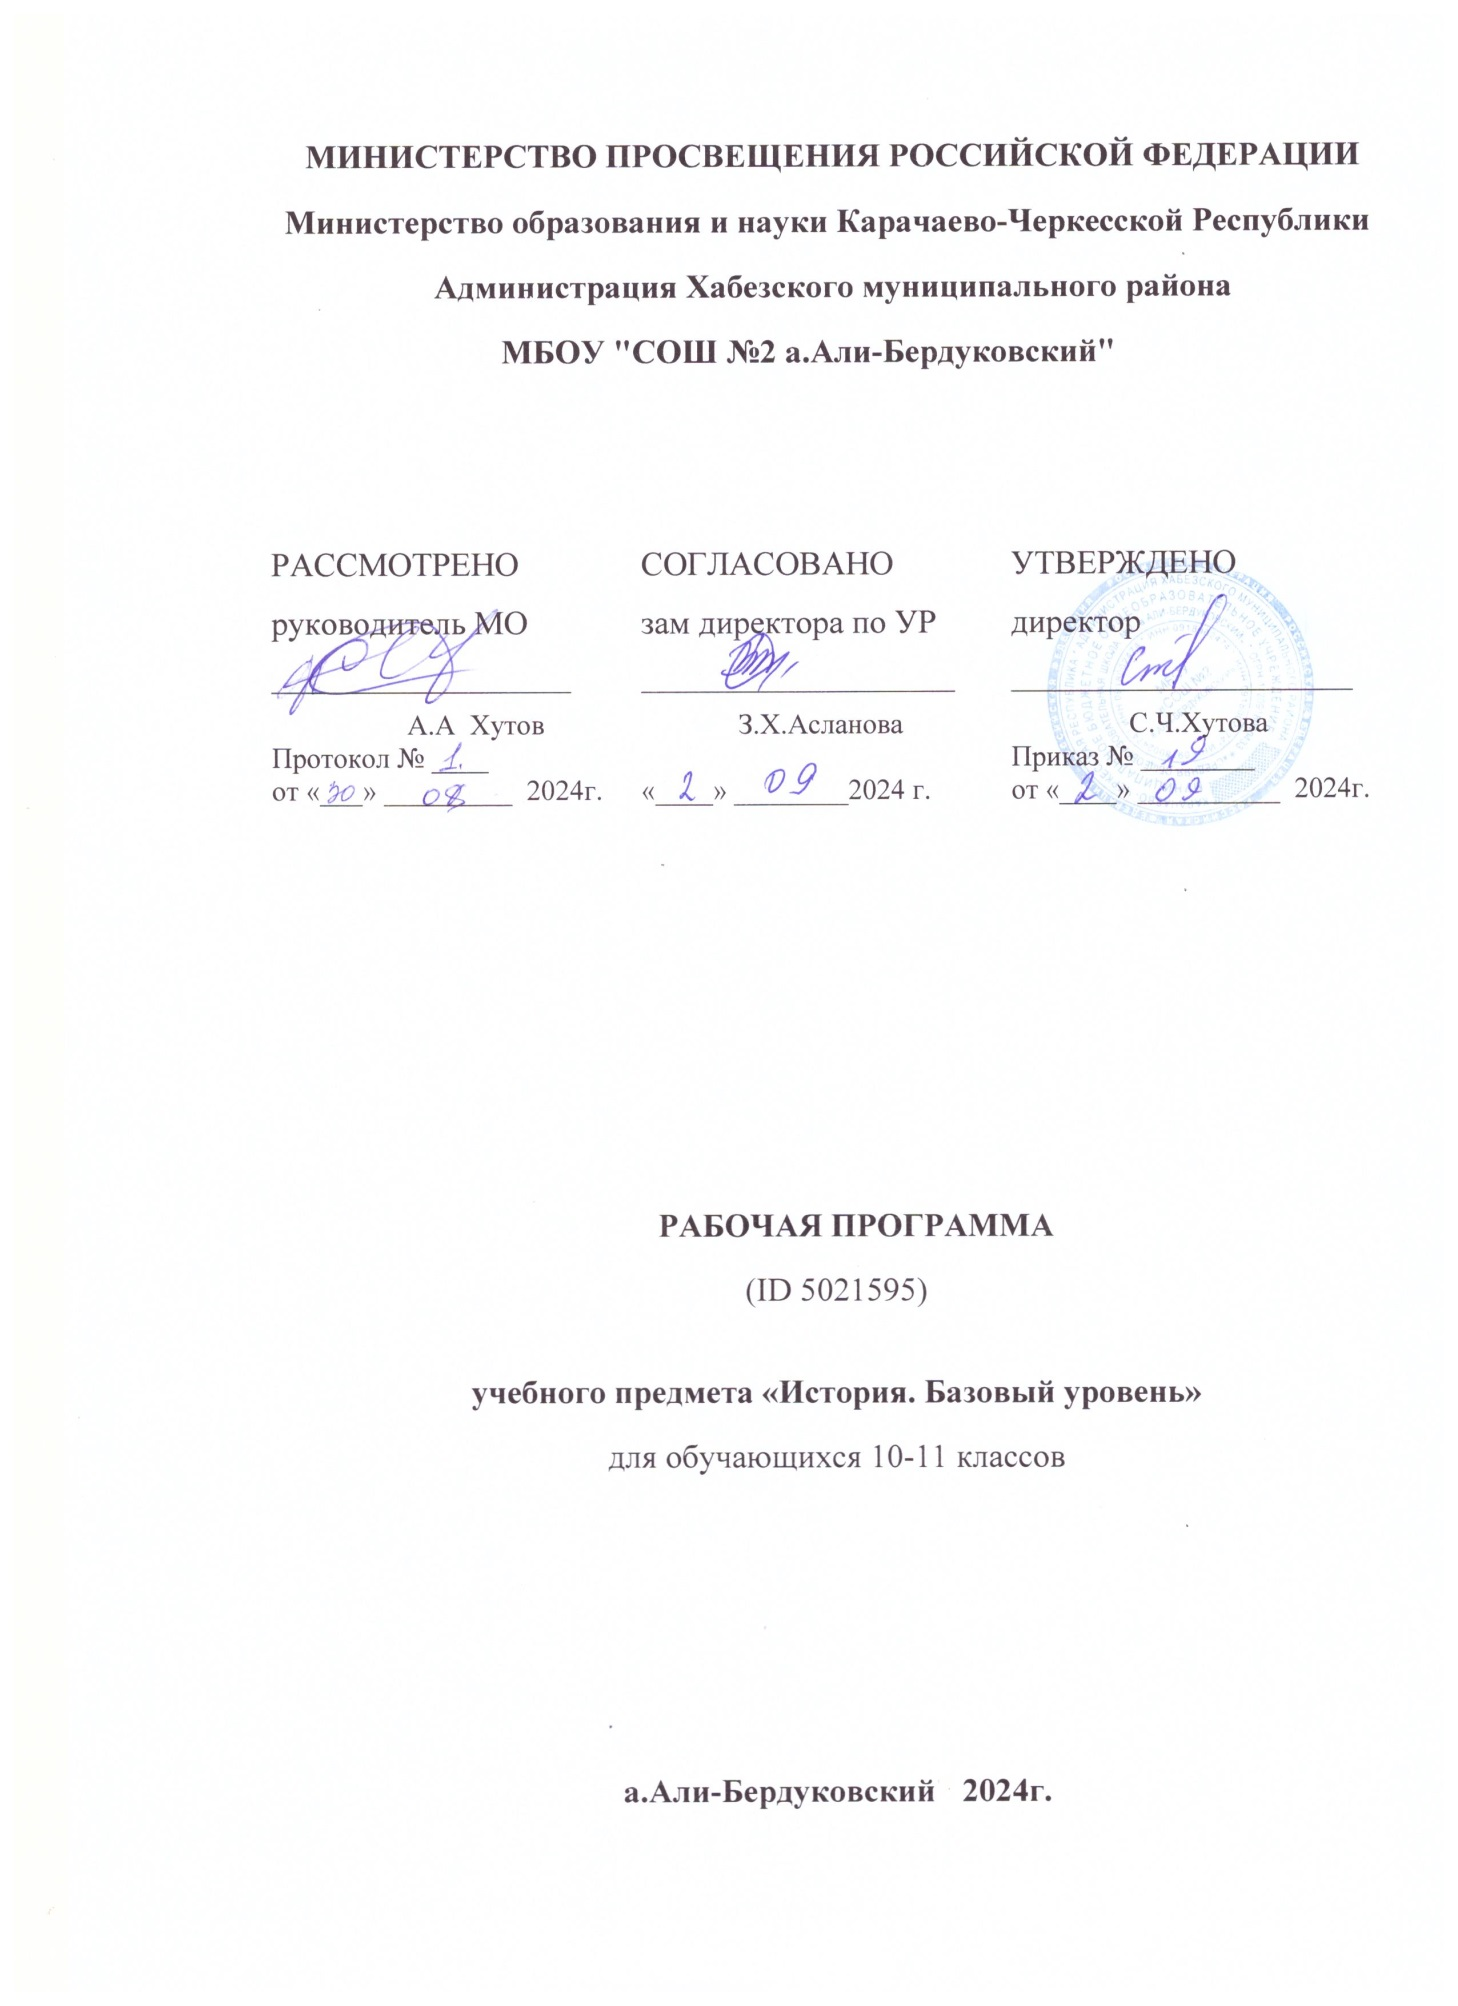 МИНИСТЕРСТВО ПРОСВЕЩЕНИЯ РОССИЙСКОЙ ФЕДЕРАЦИИ
Министерство образования и науки Карачаево-Черкесской Республики
Администрация Хабезского муниципального района
МБОУ "СОШ №2 а.Али-Бердуковский"
РАССМОТРЕНО
руководитель МО
А.А Хутов
Протокол № 1.
от «30» 08 2024г.
СОГЛАСОВАНО
зам директора по УР
З.Х.Асланова
«2» 09 2024 г.
УТВЕРЖДЕНО
директор
С.Ч.Хутова
Приказ № 19
от «2» 09 2024г.
РАБОЧАЯ ПРОГРАММА
(ID 5021595)
учебного предмета «История. Базовый уровень»
для обучающихся 10-11 классов
а.Али-Бердуковский 2024г.